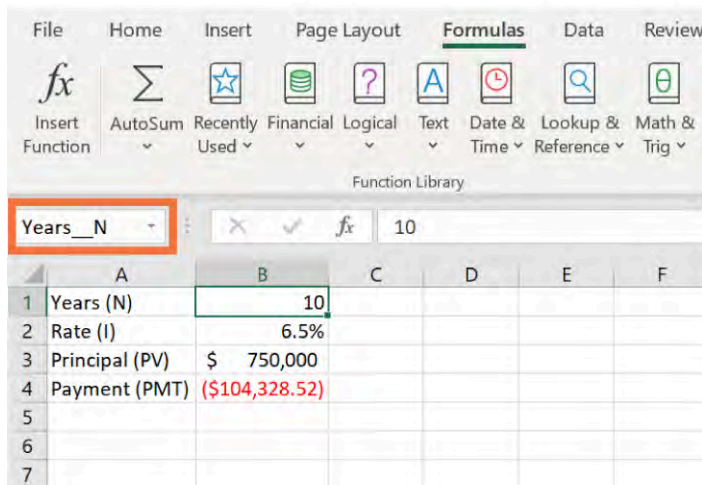 File Home Insert Page Layout Formulas Data Review
fx Σ ? A θ
Insert AutoSum Recently Financial Logical Text Date & Lookup & Math &
Function Used Time Reference Trig
Function Library
Years__N fx 10
A B C D E F
1 Years (N) 10
2 Rate (I) 6.5%
3 Principal (PV) $ 750,000
4 Payment (PMT) ($104,328.52)
5
6
7